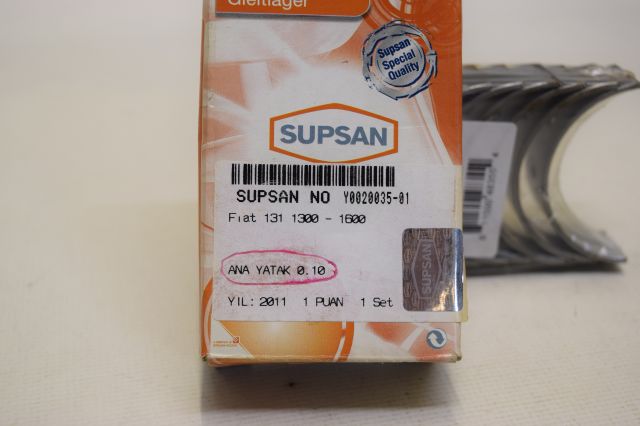 Gleitlager
Supsan
Special
Quality
SUPSAN
SUPSAN NO Y0020035-01
Fiat 131 1300 - 1600
ANA YATAK 0.10
YIL: 2011 1 PUAN 1 Set
SUPSAN